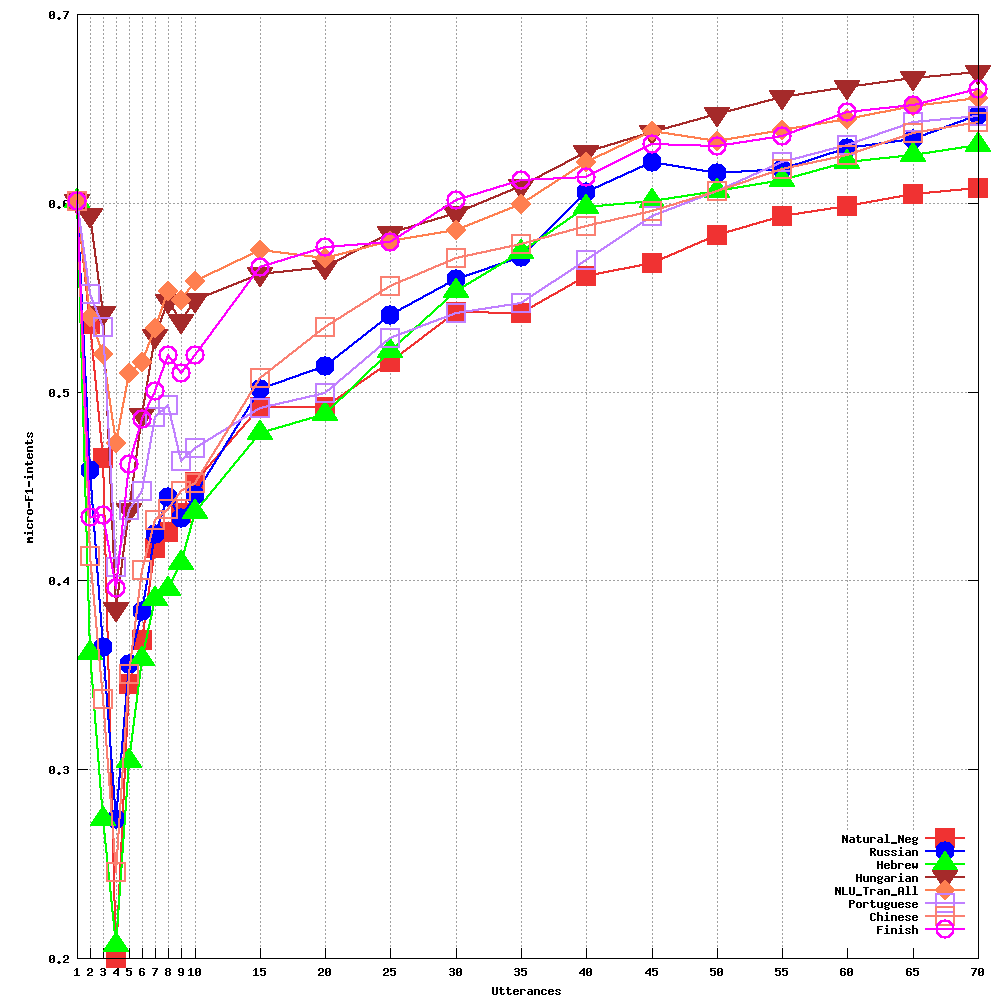 0.7
0.6
0.5
0.4
0.3
0.2
micro-F1-intents
Natural_Neg
Russian
Hebrew
Hungarian
NLU_Tran_All
Portuguese
Chinese
Finish
1 2 3 4 5 6 7 8 9 10 15 20 25 30 35 40 45 50 55 60 65 70
Utterances